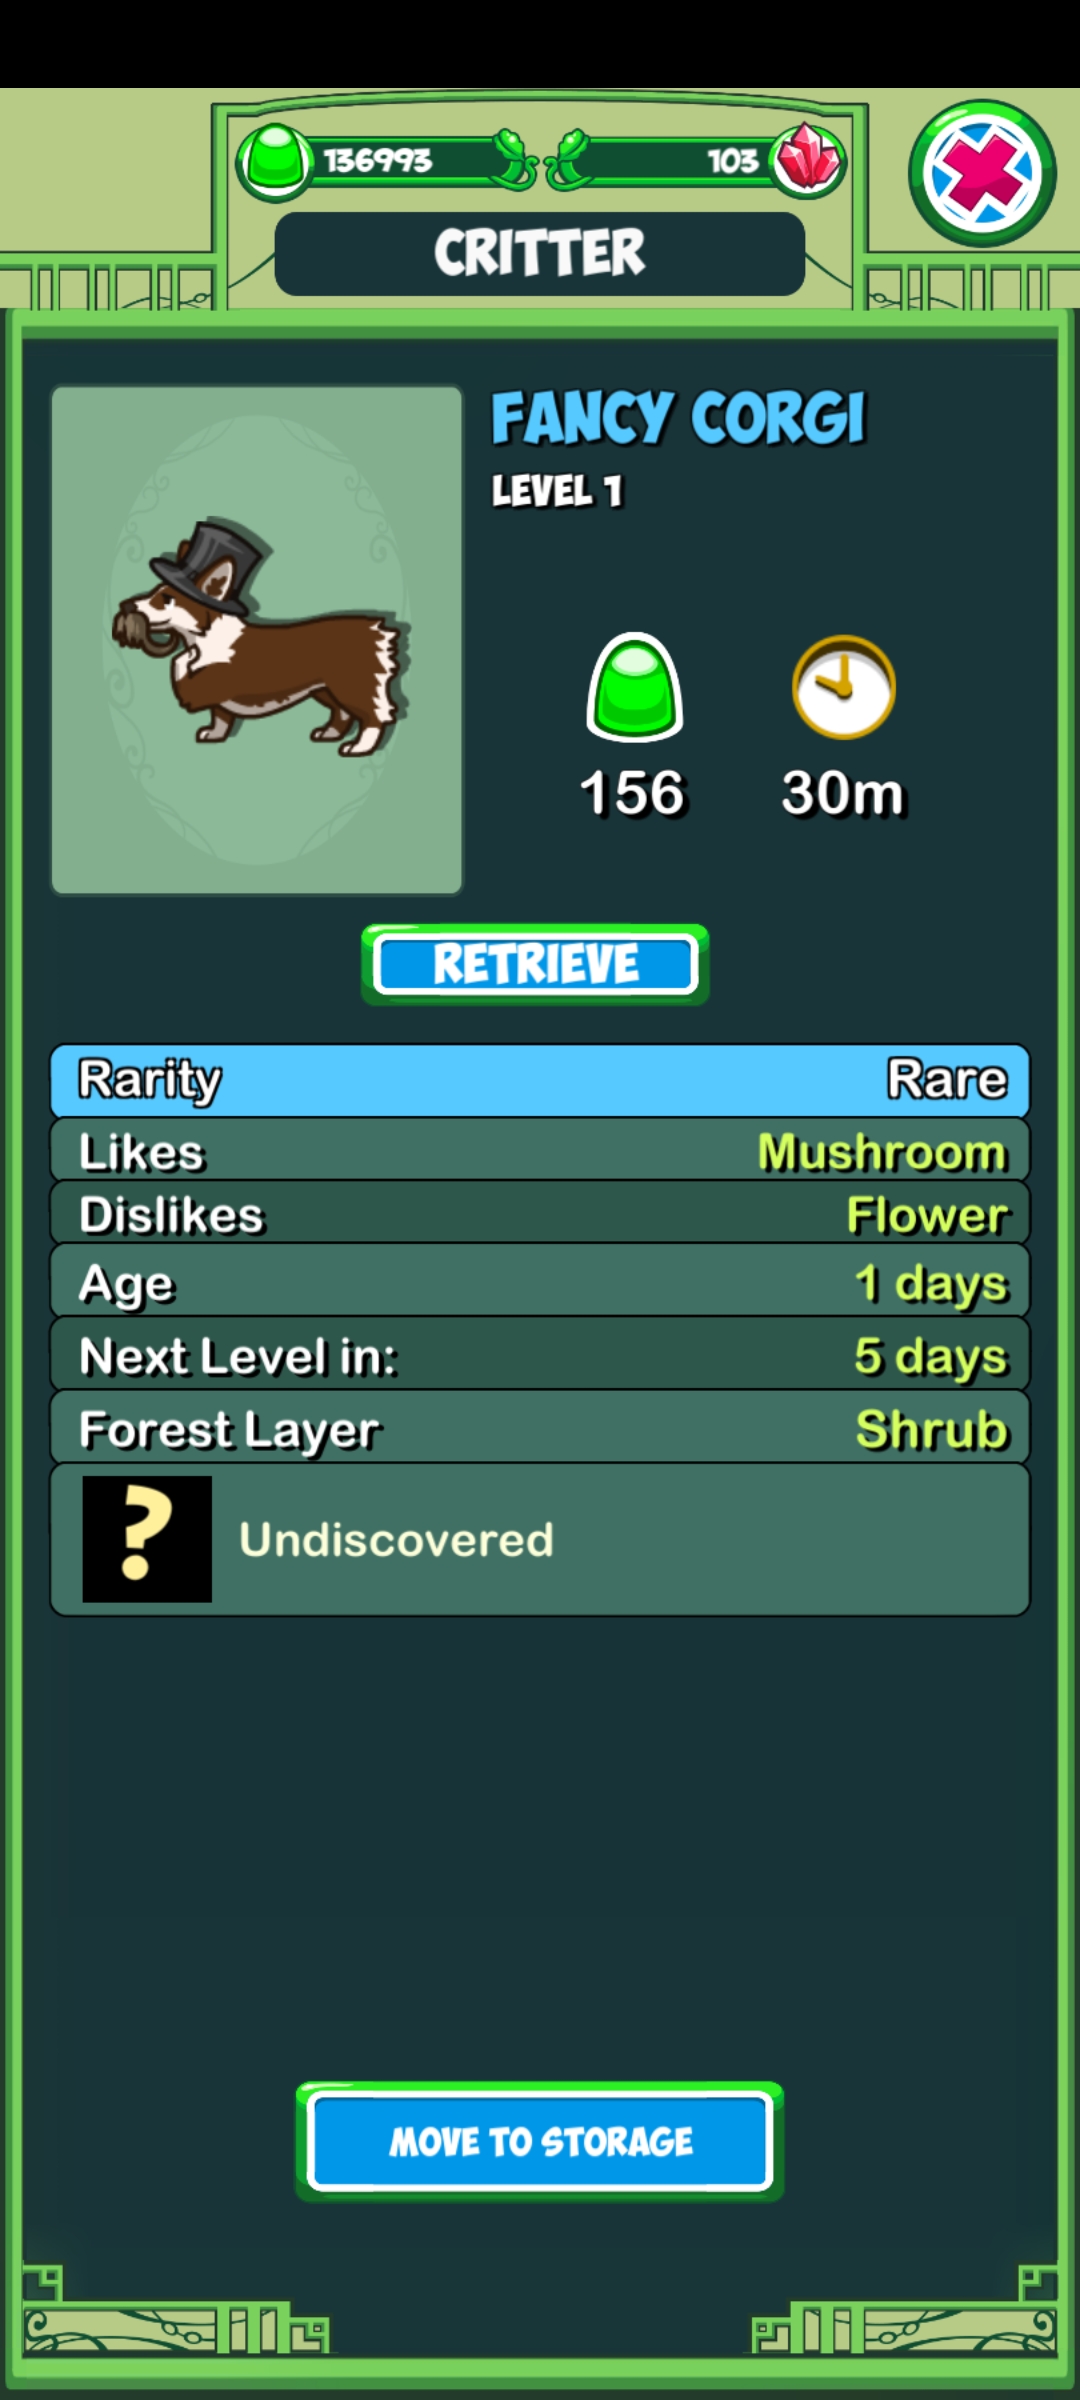 136993 103
CRITTER
FANCY CORGI
LEVEL 1
156 30m
RETRIEVE
Rarity Rare
Likes Mushroom
Dislikes Flower
Age 1 days
Next Level in: 5 days
Forest Layer Shrub
? Undiscovered
MOVE TO STORAGE